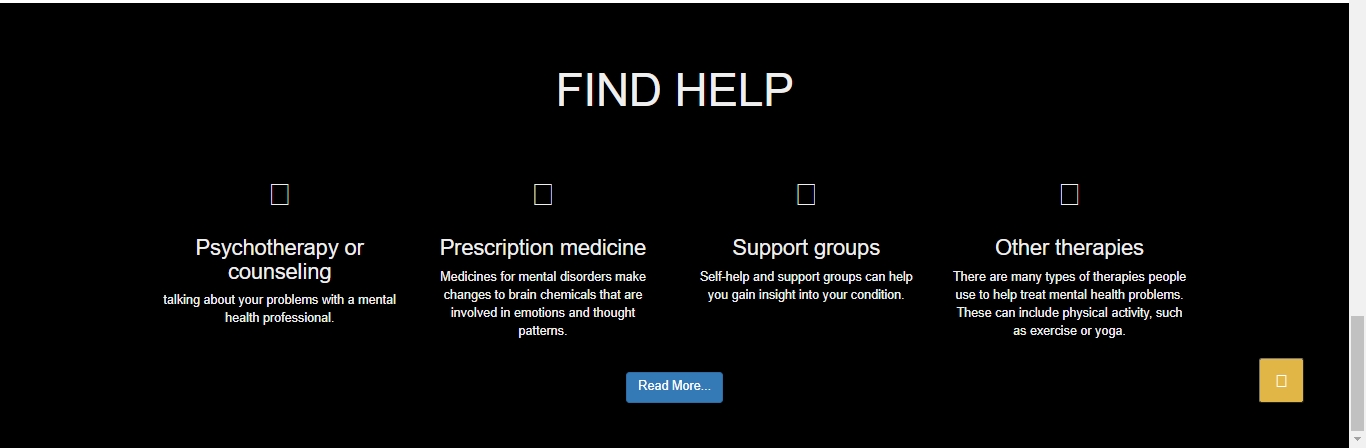 FIND HELP
Psychotherapy or
counseling
talking about your problems with a mental
health professional.
Prescription medicine
Medicines for mental disorders make
changes to brain chemicals that are
involved in emotions and thought
patterns.
Support groups
Self-help and support groups can help
you gain insight into your condition.
Other therapies
There are many types of therapies people
use to help treat mental health problems.
These can include physical activity, such
as exercise or yoga.
Read More...